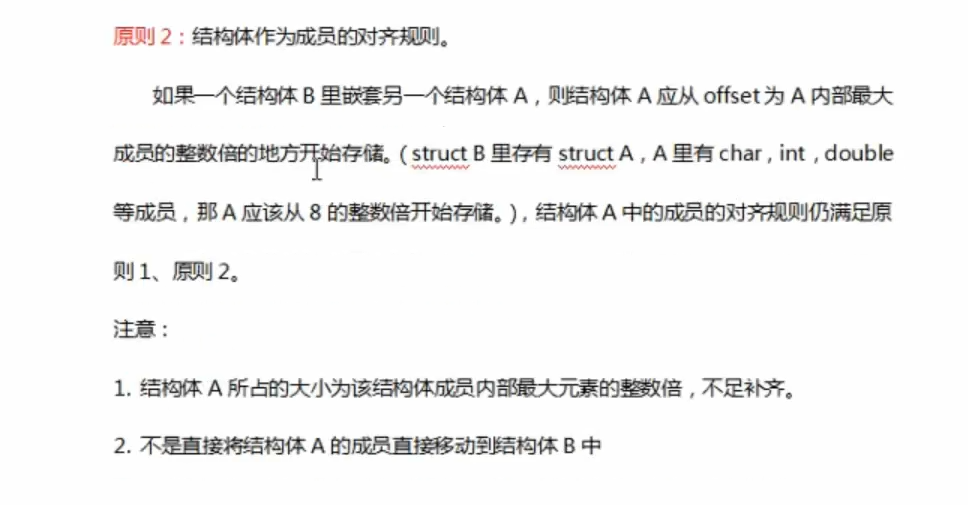 原则 2：结构体作为成员的对齐规则。
如果一个结构体 B 里嵌套另一个结构体 A，则结构体 A 应从 offset 为 A 内部最大
成员的整数倍的地方开始存储。( struct B 里存有 struct A，A 里有 char，int，double
等成员，那 A 应该从 8 的整数倍开始存储。)，结构体 A 中的成员的对齐规则仍满足原
则 1、原则 2。
注意：
1. 结构体 A 所占的大小为该结构体成员内部最大元素的整数倍，不足补齐。
2. 不是直接将结构体 A 的成员直接移动到结构体 B 中